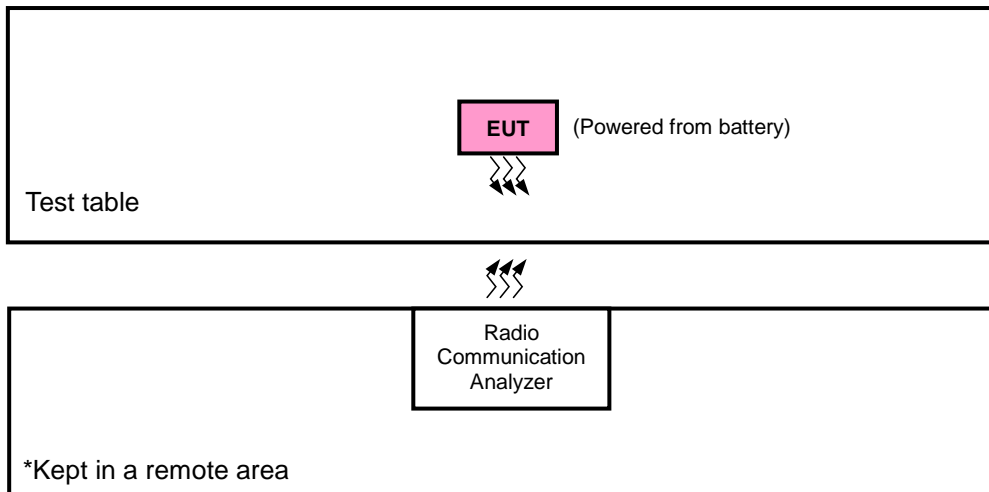 EUT (Powered from battery)
Test table
Radio
Communication
Analyzer
*Kept in a remote area